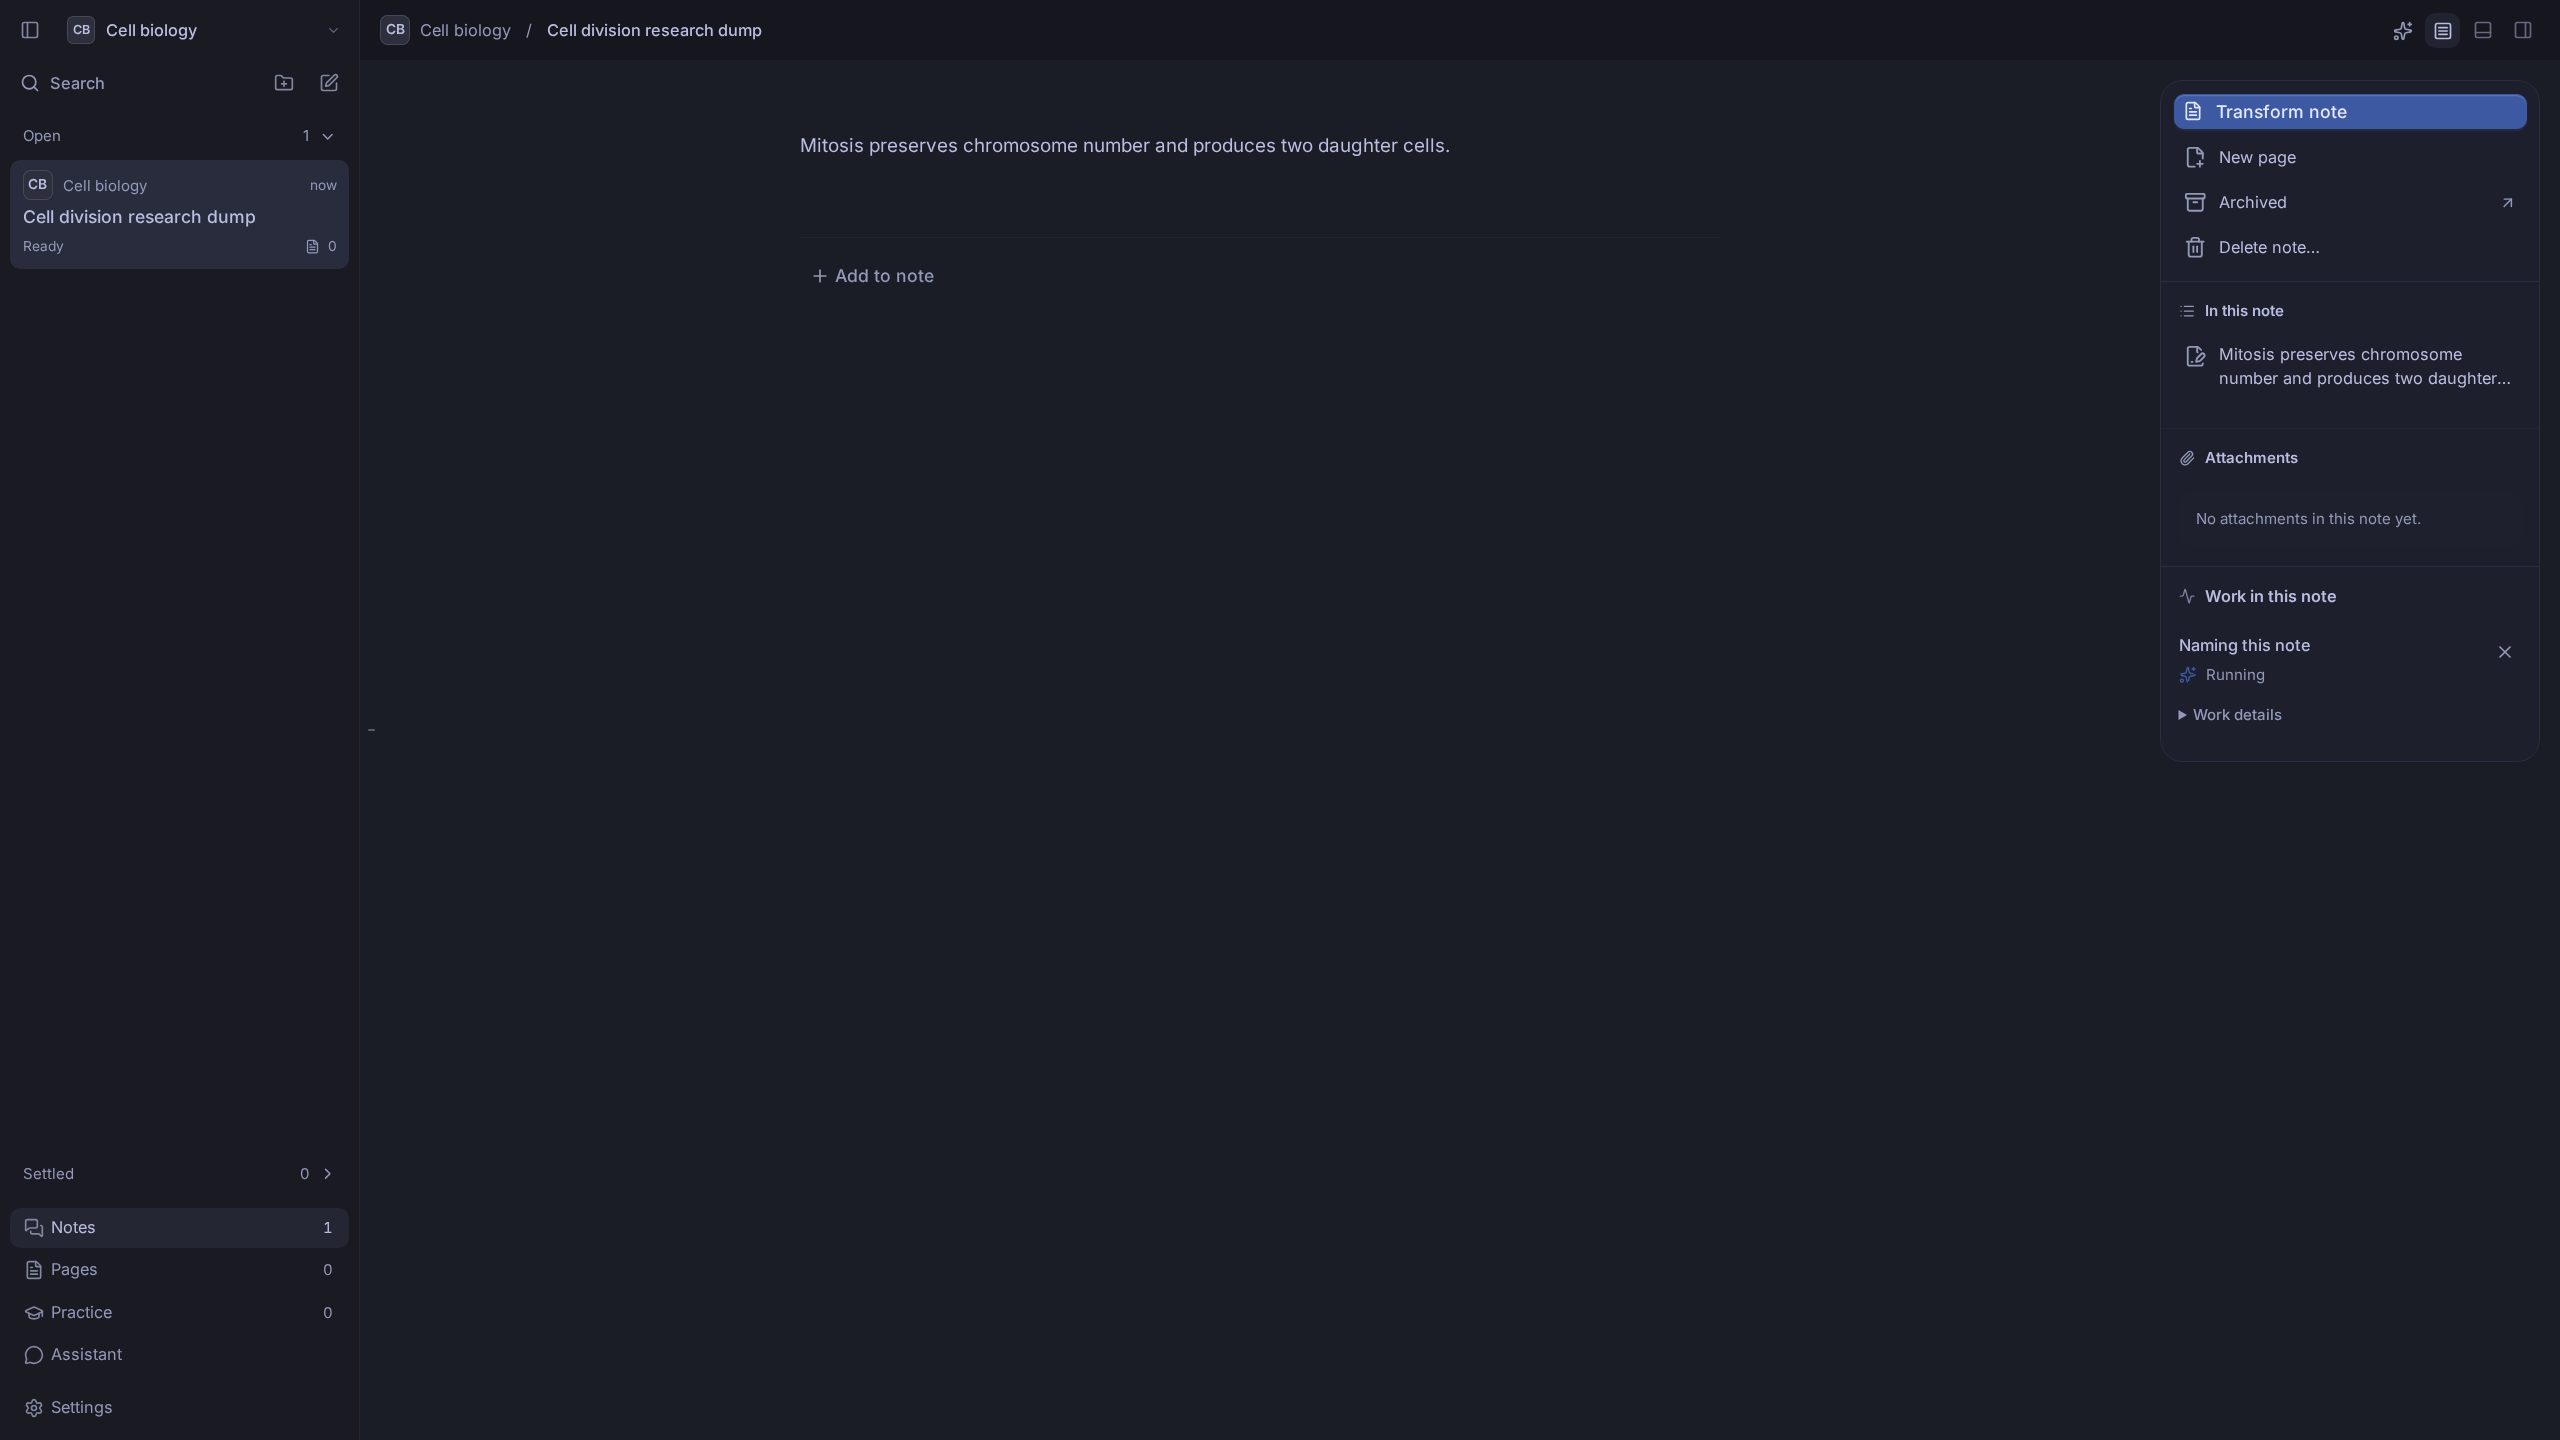 CB Cell biology
Search
Open 1
CB Cell biology now
Cell division research dump
Ready 0
Settled 0
Notes 1
Pages 0
Practice 0
Assistant
Settings
CB Cell biology / Cell division research dump
Mitosis preserves chromosome number and produces two daughter cells.
Add to note
Transform note
New page
Archived
Delete note...
In this note
Mitosis preserves chromosome
number and produces two daughter...
Attachments
No attachments in this note yet.
Work in this note
Naming this note
Running
Work details